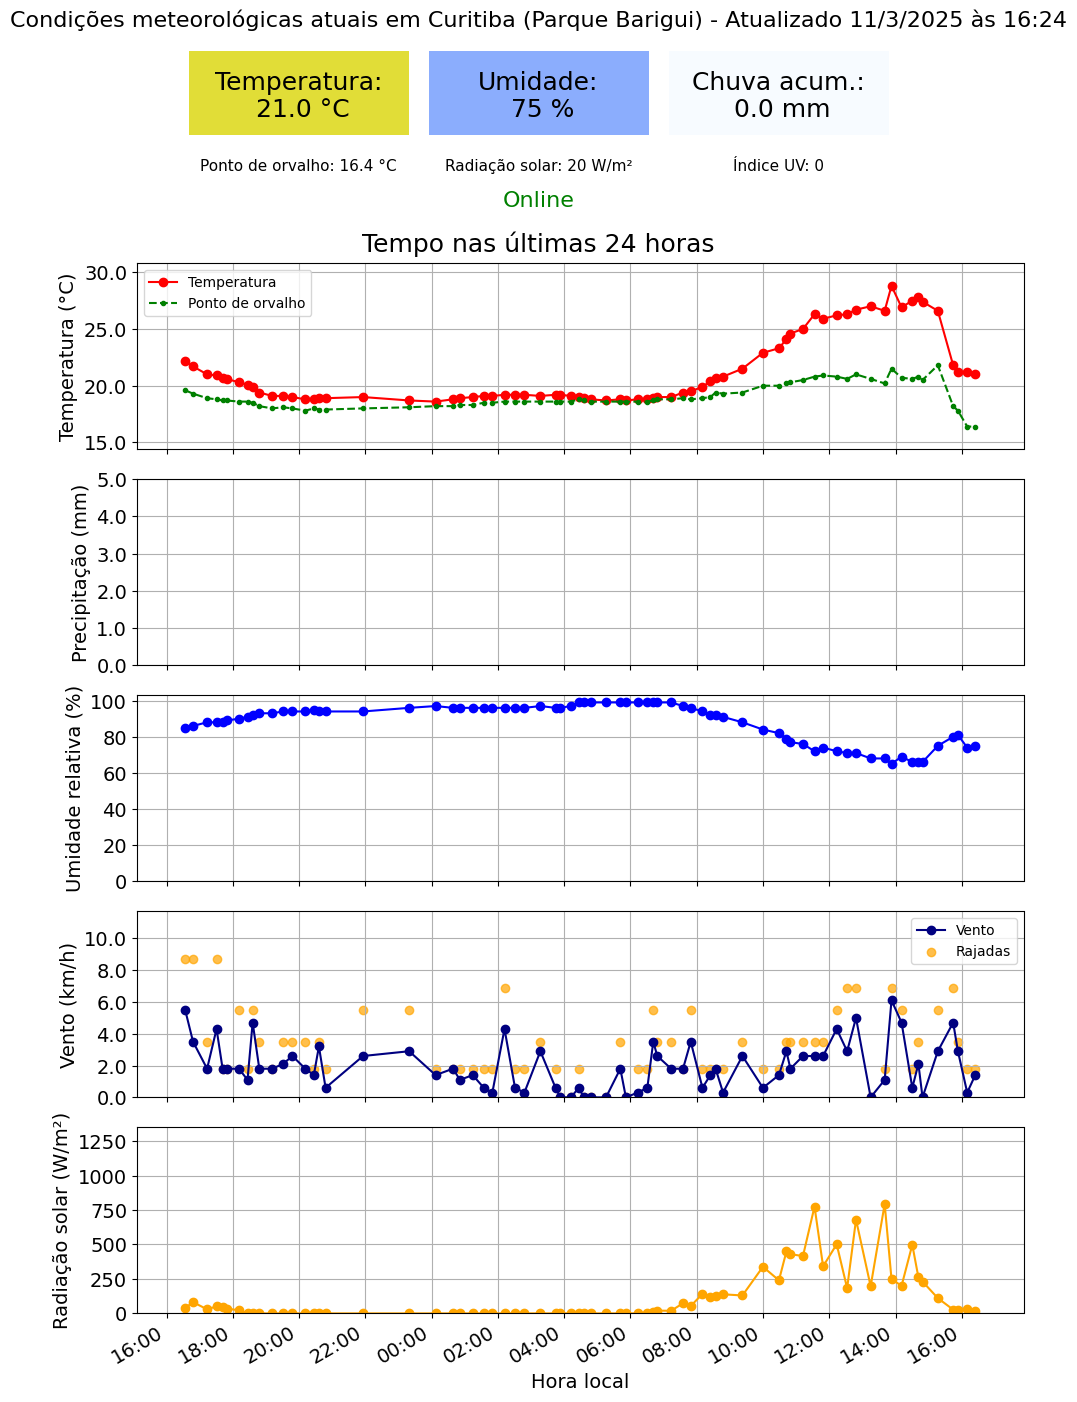 Condições meteorológicas atuais em Curitiba (Parque Barigui) - Atualizado 11/3/2025 às 16:24
Temperatura:
21.0 °C
Umidade:
75 %
Chuva acum.:
0.0 mm
Ponto de orvalho: 16.4 °C
Radiação solar: 20 W/m²
Índice UV: 0
Online
Tempo nas últimas 24 horas
Temperatura (°C)
30.0
25.0
20.0
15.0
Temperatura
Ponto de orvalho
Precipitação (mm)
5.0
4.0
3.0
2.0
1.0
0.0
Umidade relativa (%)
100
80
60
40
20
0
Vento (km/h)
10.0
8.0
6.0
4.0
2.0
0.0
Vento
Rajadas
Radiação solar (W/m²)
1250
1000
750
500
250
0
16:00
18:00
20:00
22:00
00:00
02:00
04:00
06:00
08:00
10:00
12:00
14:00
16:00
Hora local